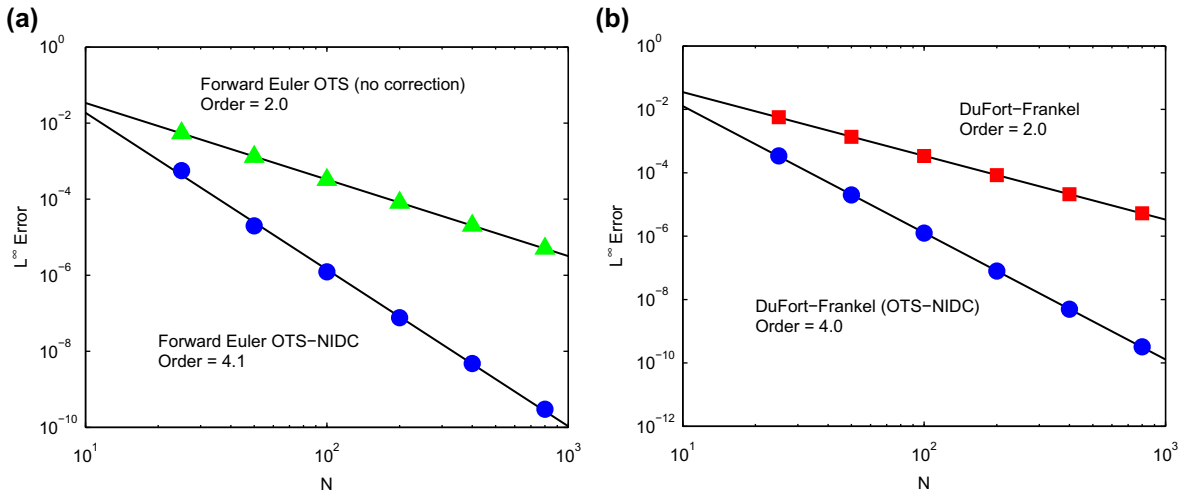 (a)
10^0
10^−2
10^−4
10^−6
10^−8
10^−10
L^∞ Error
Forward Euler OTS (no correction)
Order = 2.0
Forward Euler OTS−NIDC
Order = 4.1
10^1
10^2
10^3
N
(b)
10^0
10^−2
10^−4
10^−6
10^−8
10^−10
10^−12
L^∞ Error
DuFort−Frankel
Order = 2.0
DuFort−Frankel (OTS−NIDC)
Order = 4.0
10^1
10^2
10^3
N